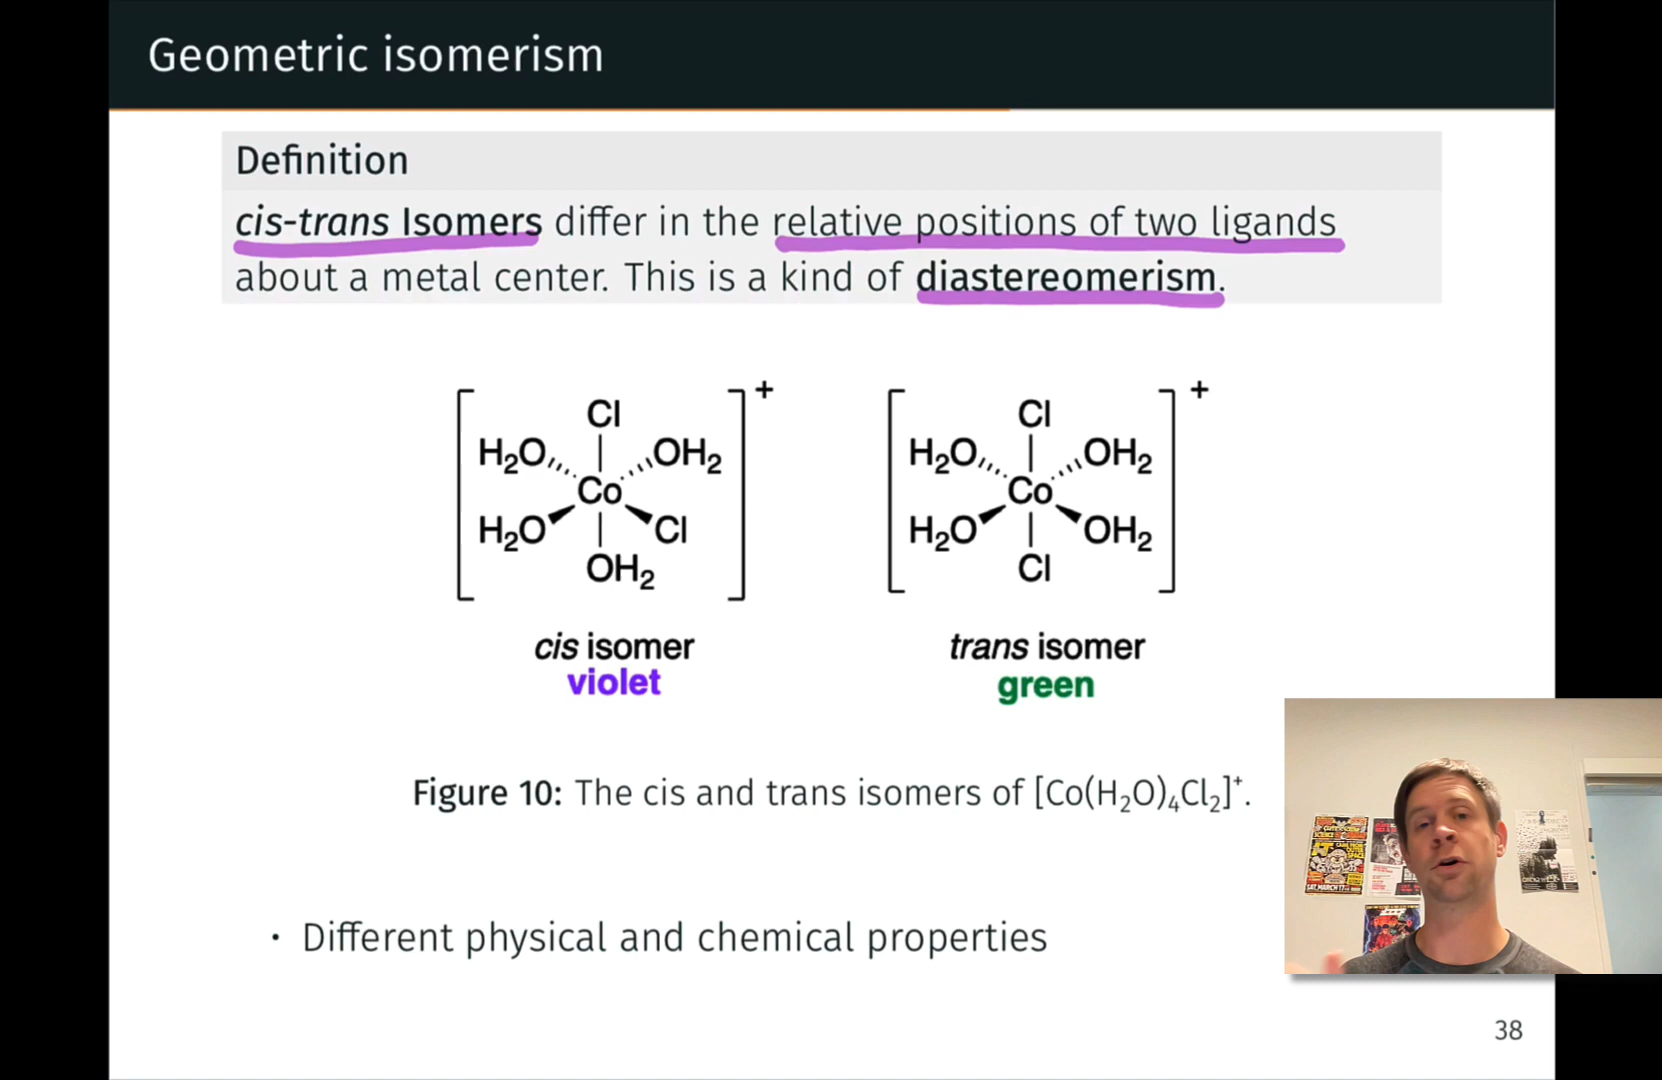 Geometric isomerism
Definition
cis-trans Isomers differ in the relative positions of two ligands
about a metal center. This is a kind of diastereomerism.
[Cl +
H₂O OH₂
Co
H₂O Cl
OH₂]
cis isomer
violet
[Cl +
H₂O OH₂
Co
H₂O OH₂
Cl]
trans isomer
green
Figure 10: The cis and trans isomers of [Co(H₂O)₄Cl₂]⁺.
· Different physical and chemical properties
SAT. MARCH 17
38